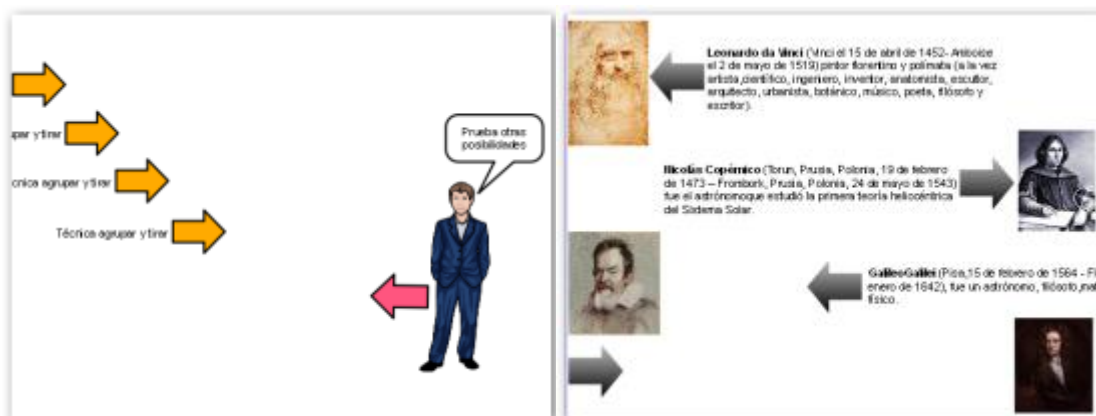 upar y tirar
cnica agrupar y tirar
Técnica agrupar y tirar
Prueba otras
posibilidades
Leonardo da Vinci (Vinci el 15 de abril de 1452- Amboise
el 2 de mayo de 1519) pintor florentino y polímata (a la vez
artista,científico, ingeniero, inventor, anatomista, escultor,
arquitecto, urbanista, botánico, músico, poeta, filósofo y
escritor).
Nicolás Copérnico (Torun, Prusia, Polonia, 19 de febrero
de 1473 – Frombork, Prusia, Polonia, 24 de mayo de 1543)
fue el astrónomoque estudió la primera teoría heliocéntrica
del Sistema Solar.
GalileoGalilei (Pisa,15 de febrero de 1564 - Fl
enero de 1642), fue un astrónomo, filósofo,mat
físico.